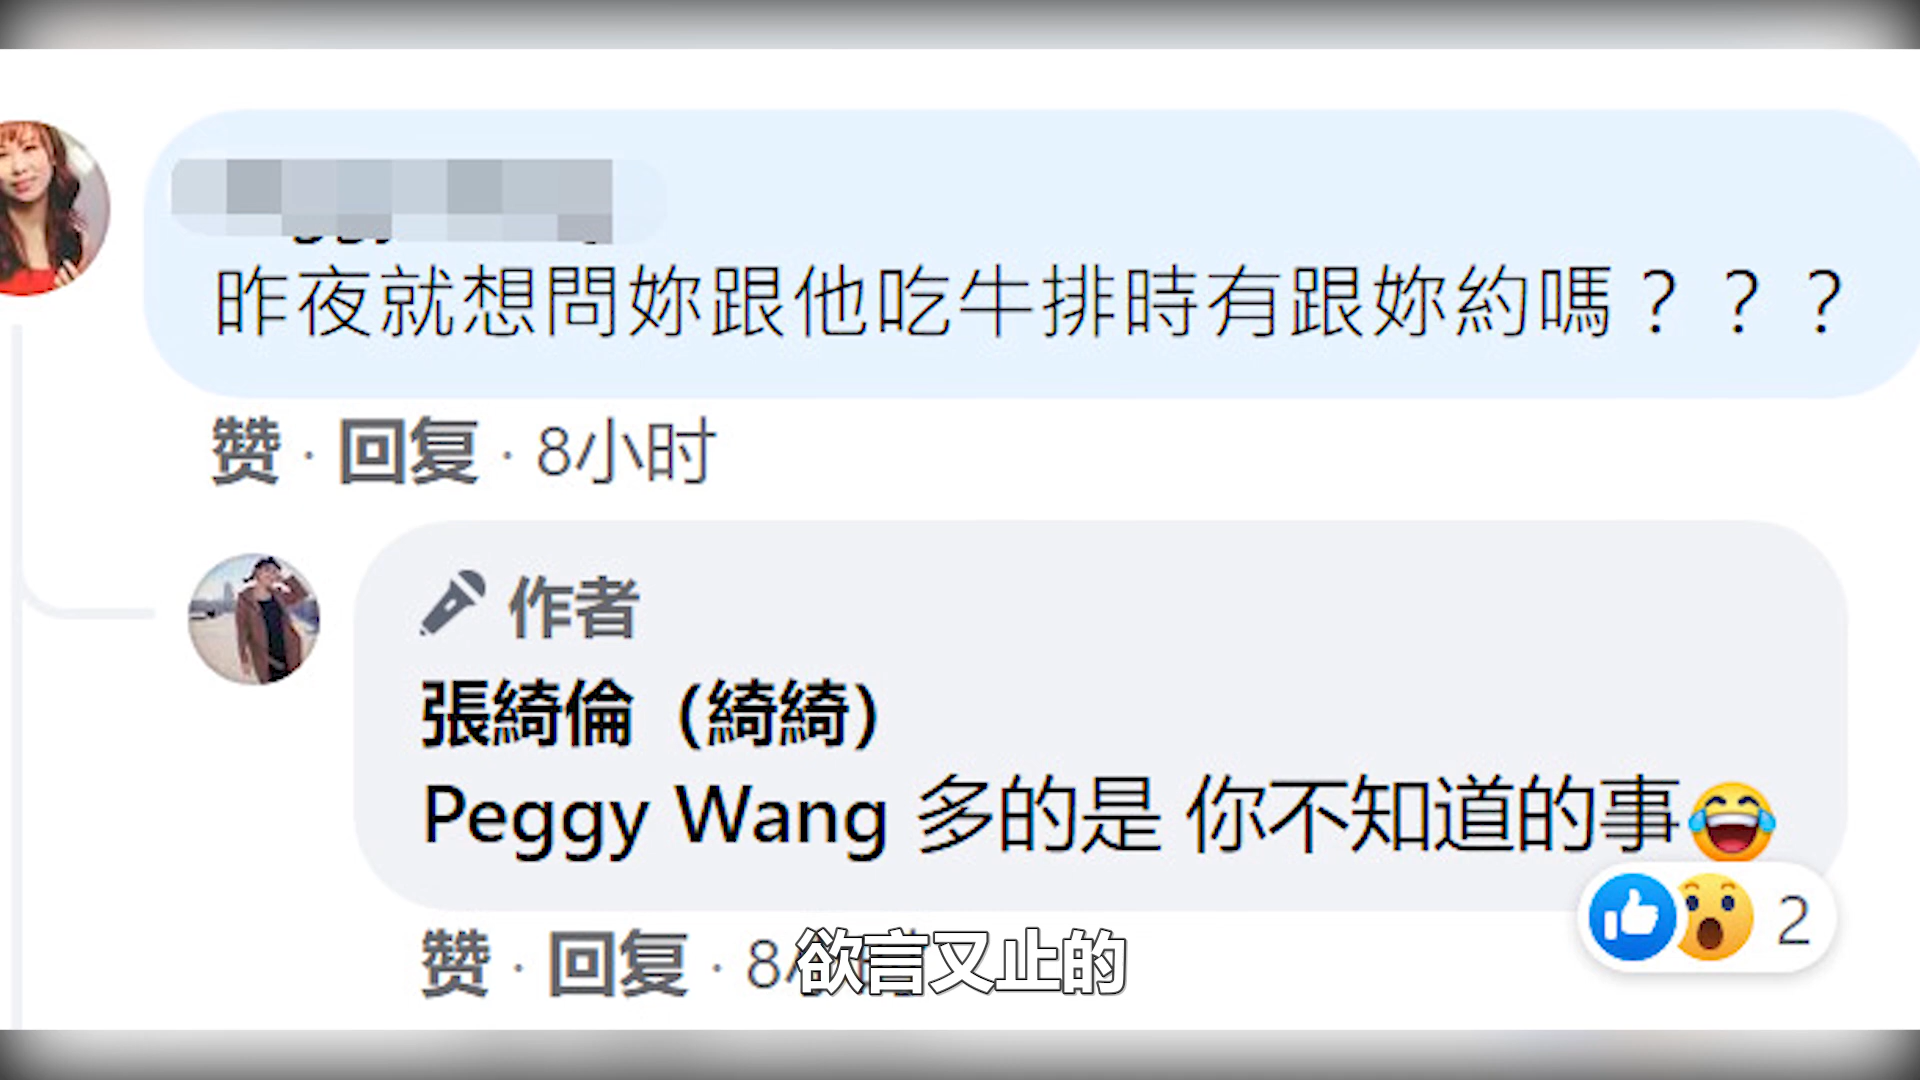 昨夜就想問妳跟他吃牛排時有跟妳約嗎？？？
赞 · 回复 · 8小时
作者
張綺倫（綺綺）
Peggy Wang 多的是 你不知道的事😂
2
赞 · 回复 · 8
欲言又止的